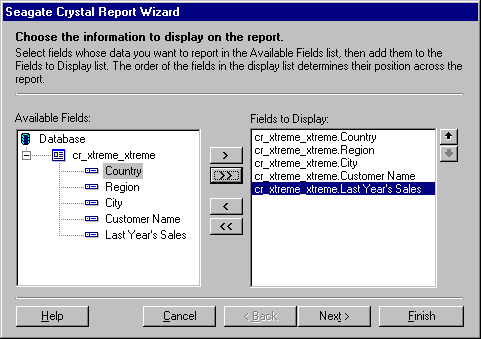 Seagate Crystal Report Wizard
Choose the information to display on the report.
Select fields whose data you want to report in the Available Fields list, then add them to the
Fields to Display list. The order of the fields in the display list determines their position across the
report.
Available Fields:
Database
cr_xtreme_xtreme
Country
Region
City
Customer Name
Last Year's Sales
>
>>
<
<<
Fields to Display:
cr_xtreme_xtreme.Country
cr_xtreme_xtreme.Region
cr_xtreme_xtreme.City
cr_xtreme_xtreme.Customer Name
cr_xtreme_xtreme.Last Year's Sales
Help
Cancel
< Back
Next >
Finish